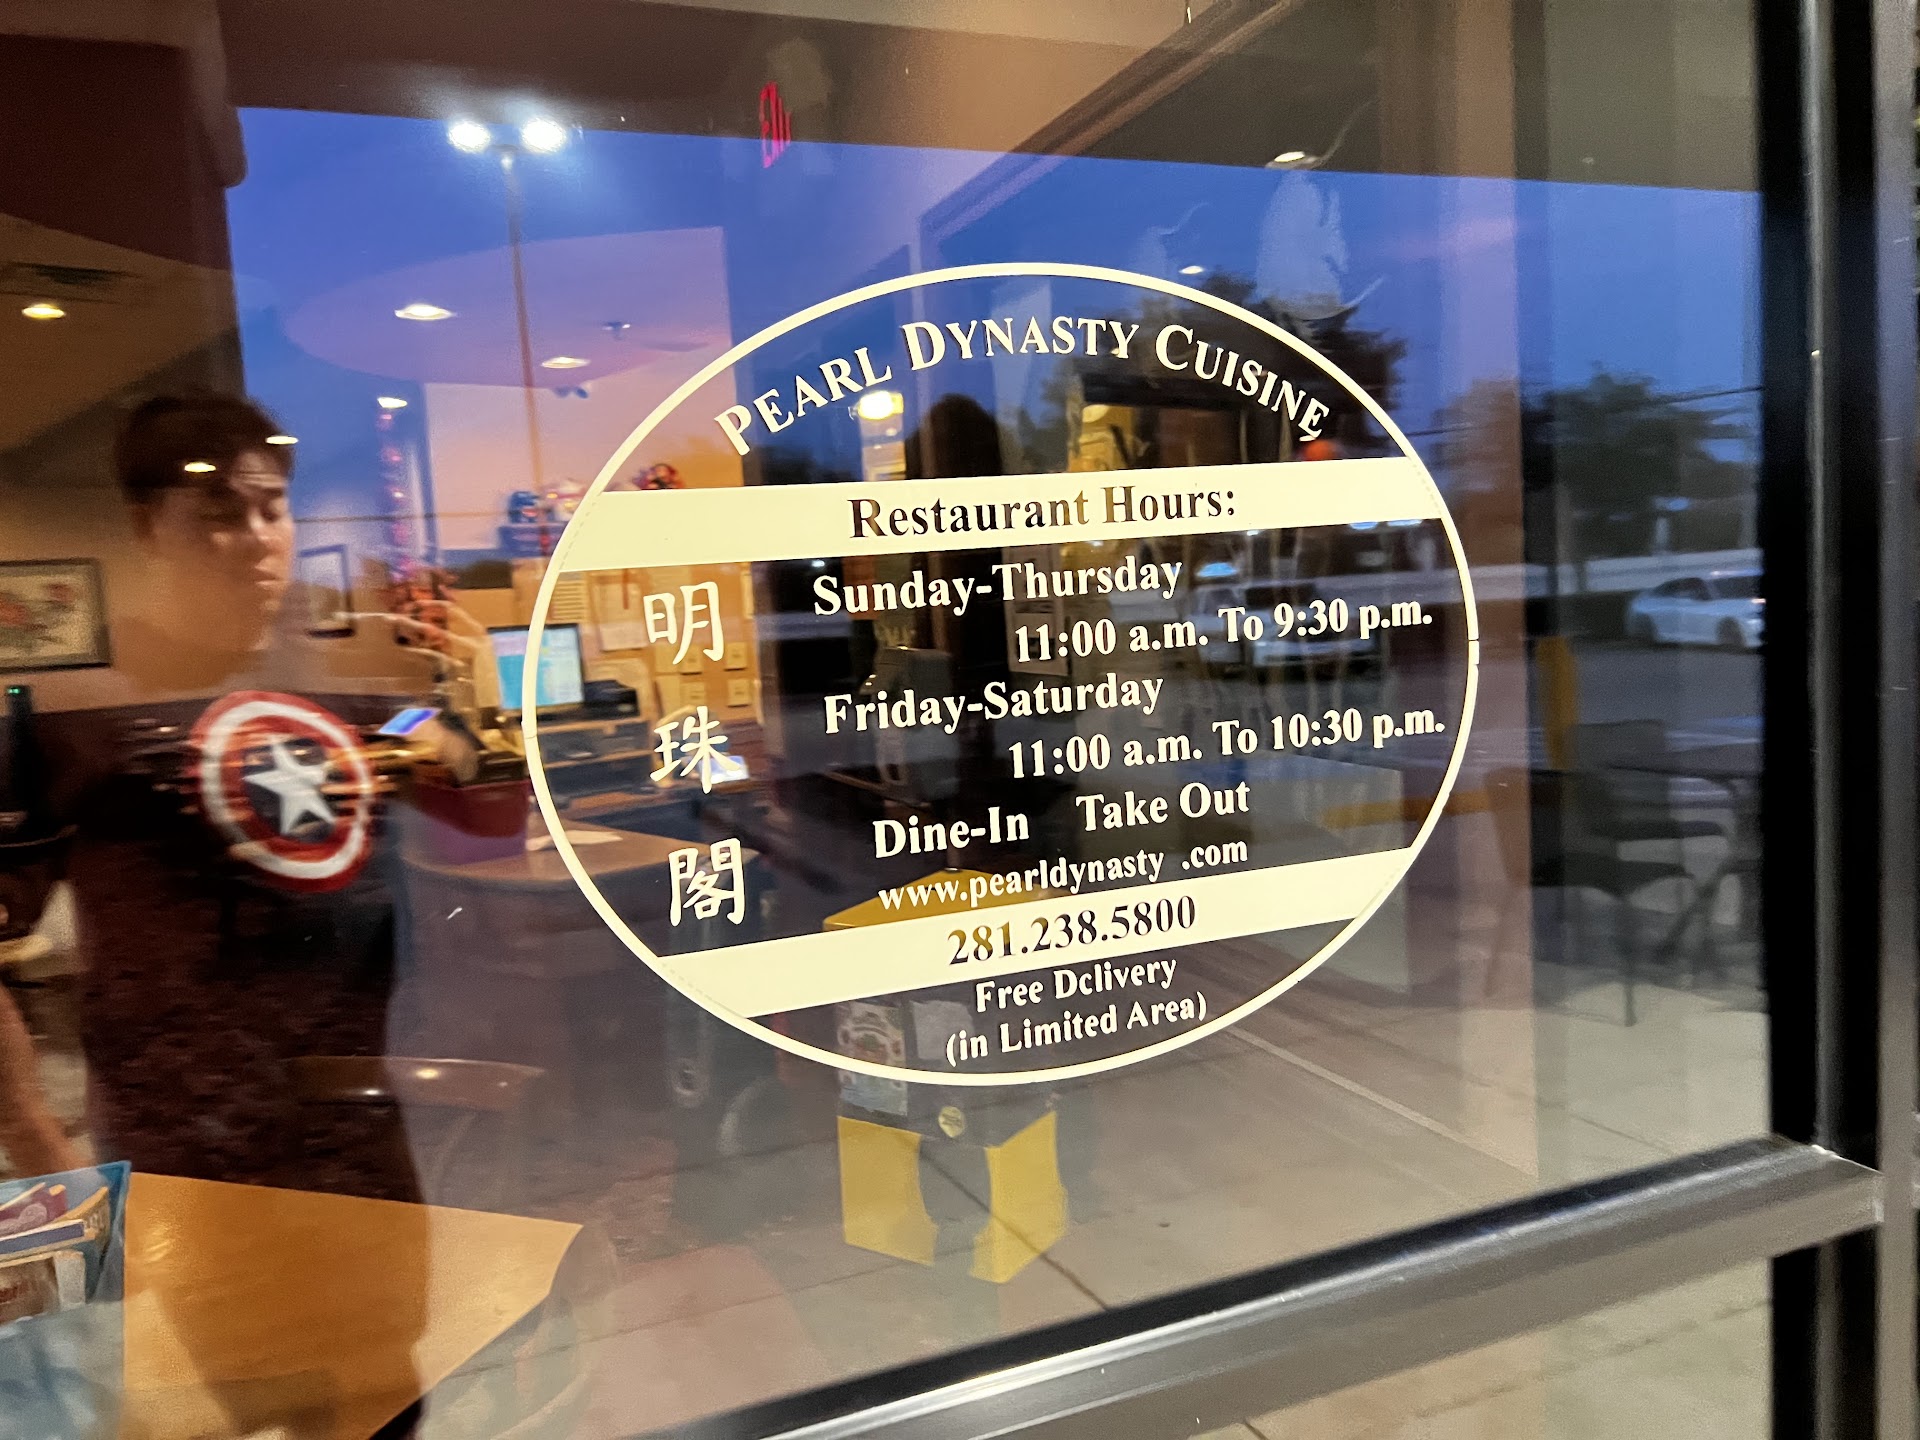 PEARL DYNASTY CUISINE
Restaurant Hours:
明珠閣
Sunday-Thursday
11:00 a.m. To 9:30 p.m.
Friday-Saturday
11:00 a.m. To 10:30 p.m.
Dine-In Take Out
www.pearldynasty .com
281.238.5800
Free Delivery
(in Limited Area)